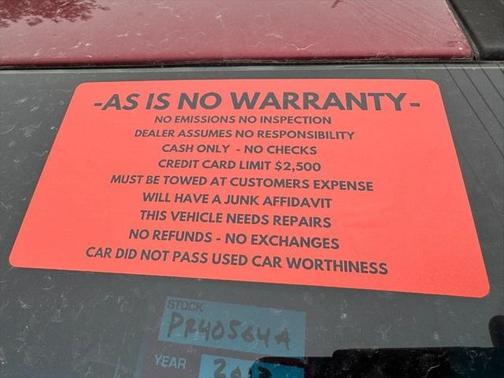 -AS IS NO WARRANTY-
NO EMISSIONS NO INSPECTION
DEALER ASSUMES NO RESPONSIBILITY
CASH ONLY - NO CHECKS
CREDIT CARD LIMIT $2,500
MUST BE TOWED AT CUSTOMERS EXPENSE
WILL HAVE A JUNK AFFIDAVIT
THIS VEHICLE NEEDS REPAIRS
NO REFUNDS - NO EXCHANGES
CAR DID NOT PASS USED CAR WORTHINESS
STOCK
PR40564A
YEAR